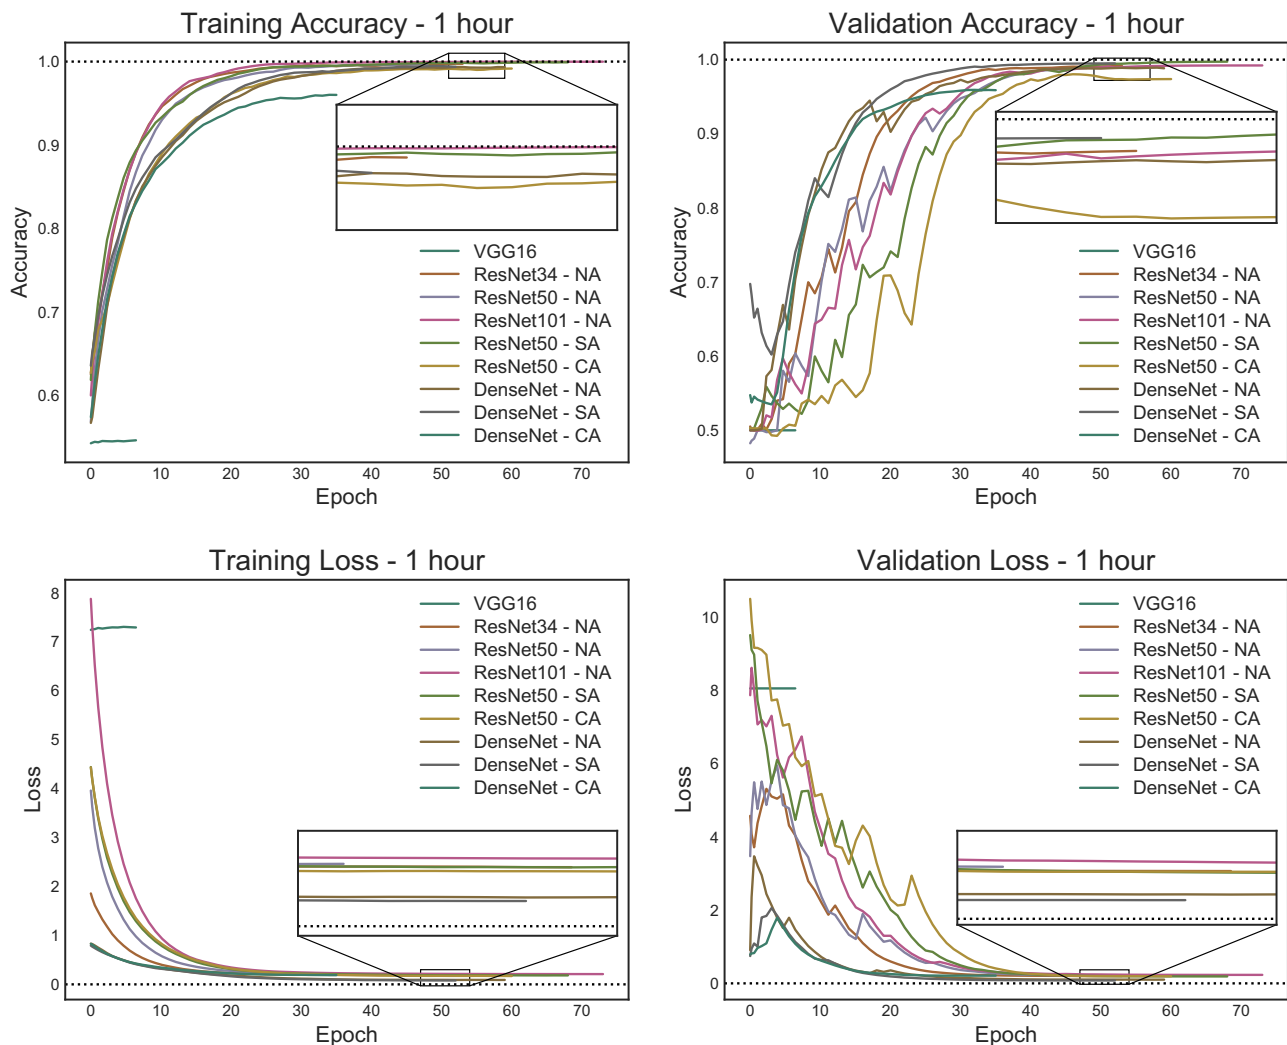 Training Accuracy - 1 hour
Accuracy
1.0
0.9
0.8
0.7
0.6
VGG16
ResNet34 - NA
ResNet50 - NA
ResNet101 - NA
ResNet50 - SA
ResNet50 - CA
DenseNet - NA
DenseNet - SA
DenseNet - CA
0 10 20 30 40 50 60 70
Epoch
Validation Accuracy - 1 hour
Accuracy
1.0
0.9
0.8
0.7
0.6
0.5
VGG16
ResNet34 - NA
ResNet50 - NA
ResNet101 - NA
ResNet50 - SA
ResNet50 - CA
DenseNet - NA
DenseNet - SA
DenseNet - CA
0 10 20 30 40 50 60 70
Epoch
Training Loss - 1 hour
Loss
8
7
6
5
4
3
2
1
0
VGG16
ResNet34 - NA
ResNet50 - NA
ResNet101 - NA
ResNet50 - SA
ResNet50 - CA
DenseNet - NA
DenseNet - SA
DenseNet - CA
0 10 20 30 40 50 60 70
Epoch
Validation Loss - 1 hour
Loss
10
8
6
4
2
0
VGG16
ResNet34 - NA
ResNet50 - NA
ResNet101 - NA
ResNet50 - SA
ResNet50 - CA
DenseNet - NA
DenseNet - SA
DenseNet - CA
0 10 20 30 40 50 60 70
Epoch